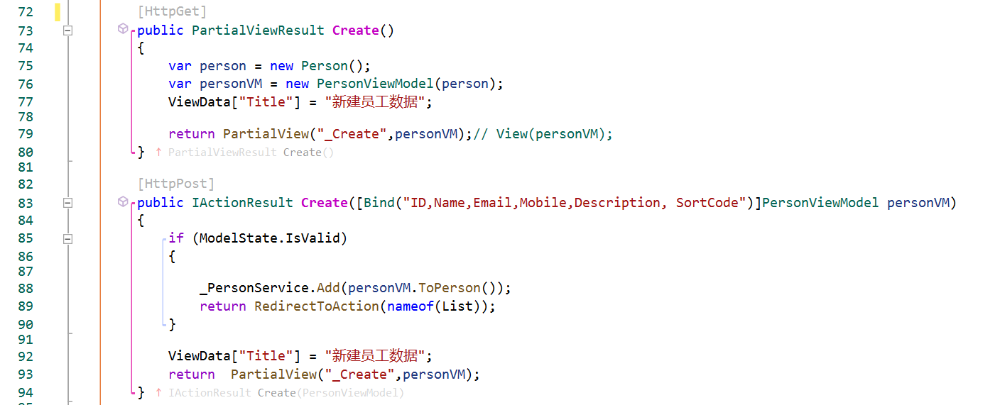 72 [HttpGet]
73 public PartialViewResult Create()
74 {
75 var person = new Person();
76 var personVM = new PersonViewModel(person);
77 ViewData["Title"] = "新建员工数据";
78
79 return PartialView("_Create",personVM);// View(personVM);
80 } ↑ PartialViewResult Create()
81
82 [HttpPost]
83 public IActionResult Create([Bind("ID,Name,Email,Mobile,Description, SortCode")]PersonViewModel personVM)
84 {
85 if (ModelState.IsValid)
86 {
87
88 _PersonService.Add(personVM.ToPerson());
89 return RedirectToAction(nameof(List));
90 }
91
92 ViewData["Title"] = "新建员工数据";
93 return  PartialView("_Create",personVM);
94 } ↑ IActionResult Create(PersonViewModel)